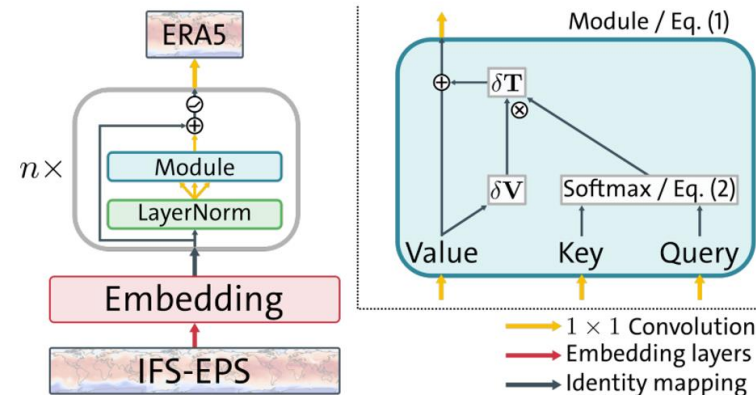 ERA5
n×
Module
LayerNorm
Embedding
IFS-EPS
Module / Eq. (1)
δT
δV
Softmax / Eq. (2)
Value
Key
Query
1 × 1 Convolution
Embedding layers
Identity mapping